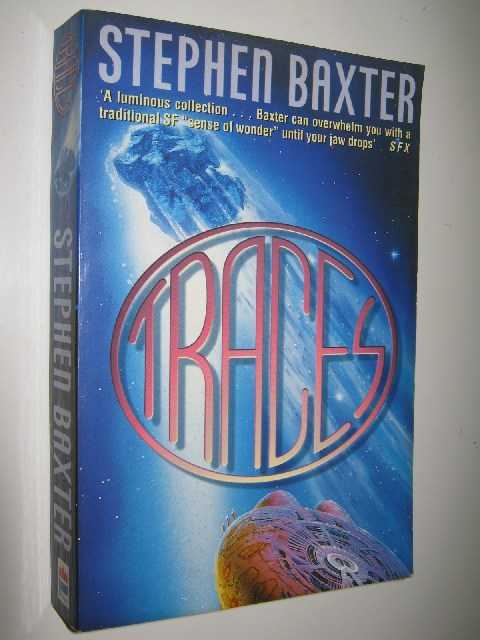 STEPHEN BAXTER
'A luminous collection . . . Baxter can overwhelm you with a
traditional SF "sense of wonder" until your jaw drops' SFX
TRACES
TRACES
STEPHEN BAXTER